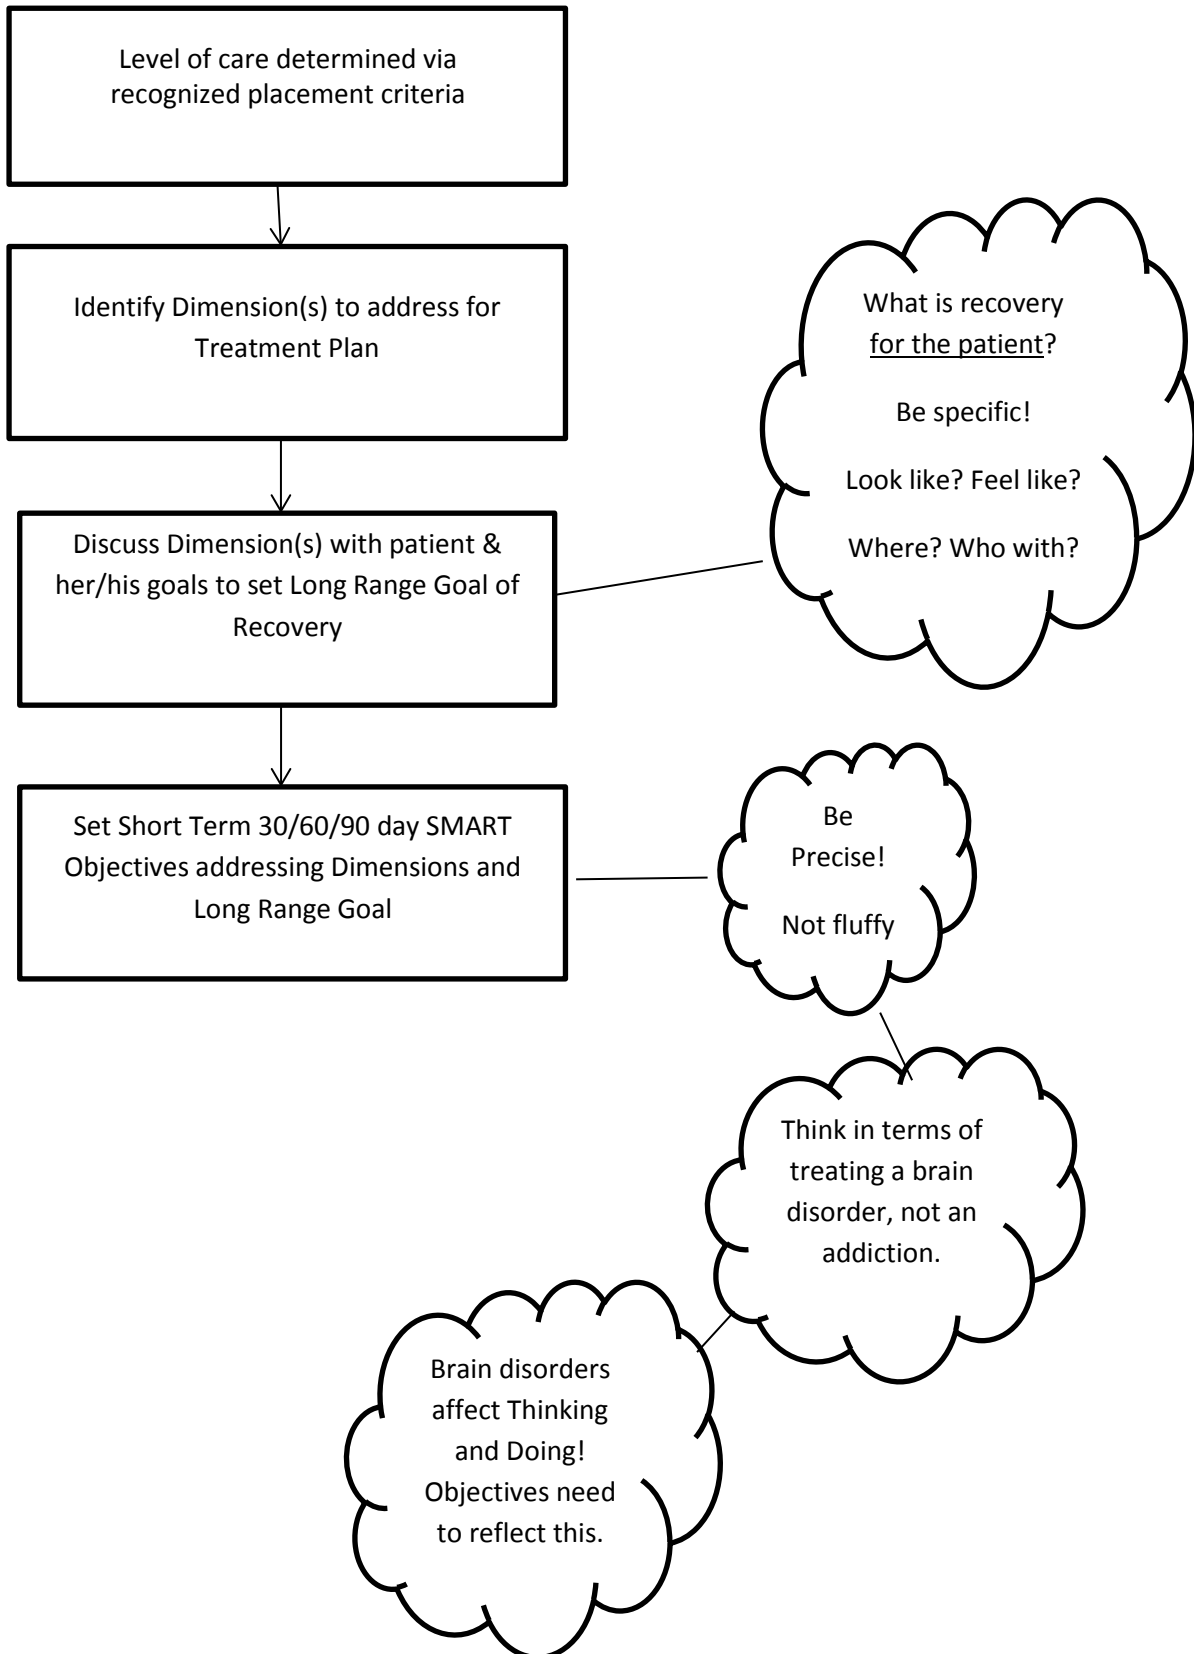 Level of care determined via
recognized placement criteria
Identify Dimension(s) to address for
Treatment Plan
What is recovery
for the patient?
Be specific!
Look like? Feel like?
Where? Who with?
Discuss Dimension(s) with patient &
her/his goals to set Long Range Goal of
Recovery
Set Short Term 30/60/90 day SMART
Objectives addressing Dimensions and
Long Range Goal
Be
Precise!
Not fluffy
Think in terms of
treating a brain
disorder, not an
addiction.
Brain disorders
affect Thinking
and Doing!
Objectives need
to reflect this.